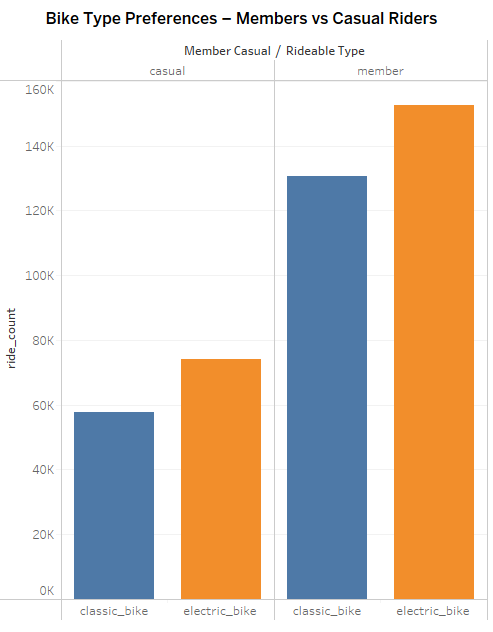 Bike Type Preferences – Members vs Casual Riders
Member Casual / Rideable Type
casual member
160K
140K
120K
100K
80K
60K
40K
20K
0K
ride_count
classic_bike electric_bike classic_bike electric_bike